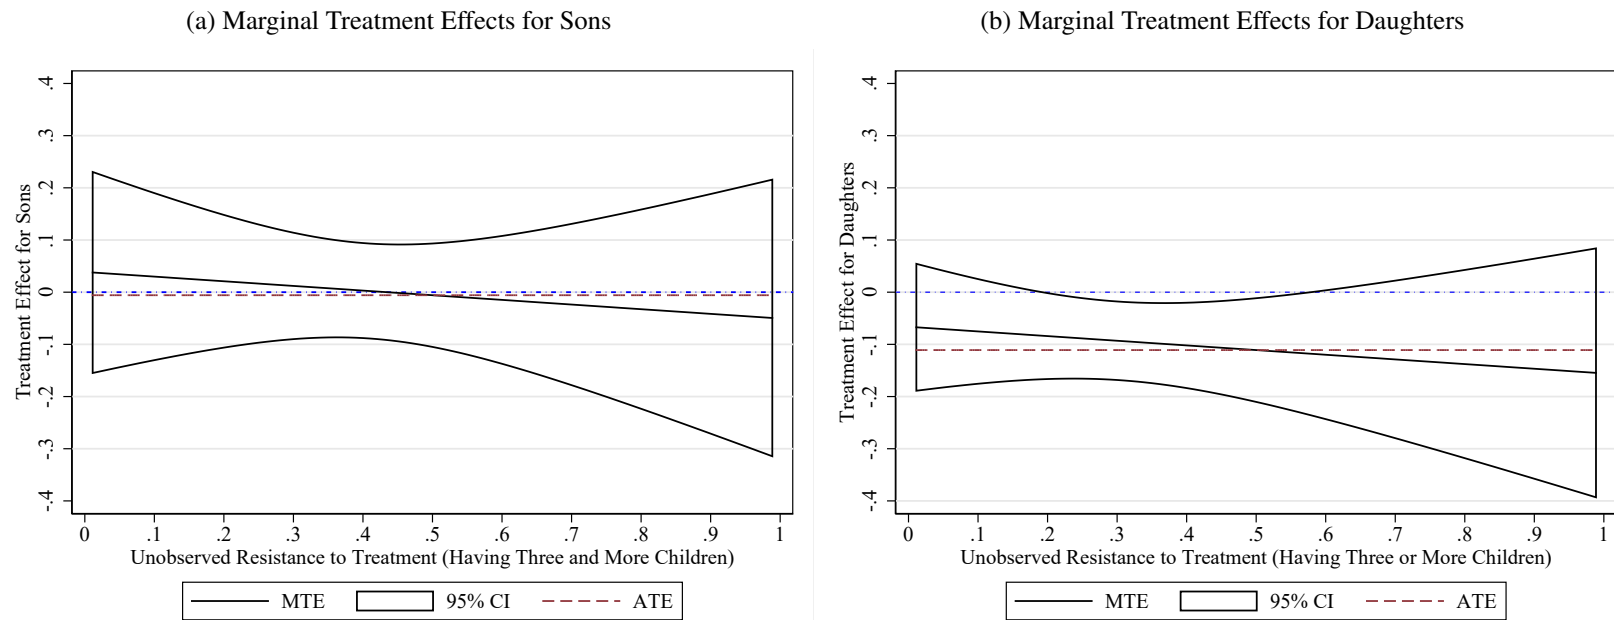 (a) Marginal Treatment Effects for Sons
Treatment Effect for Sons
.4
.3
.2
.1
0
-.1
-.2
-.3
-.4
0 .1 .2 .3 .4 .5 .6 .7 .8 .9 1
Unobserved Resistance to Treatment (Having Three and More Children)
MTE 95% CI ATE
(b) Marginal Treatment Effects for Daughters
Treatment Effect for Daughters
.4
.3
.2
.1
0
-.1
-.2
-.3
-.4
0 .1 .2 .3 .4 .5 .6 .7 .8 .9 1
Unobserved Resistance to Treatment (Having Three or More Children)
MTE 95% CI ATE